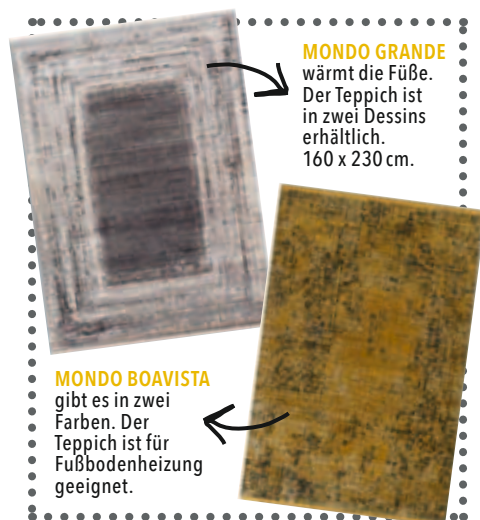 MONDO GRANDE
wärmt die Füße.
Der Teppich ist
in zwei Dessins
erhältlich.
160 x 230 cm.
MONDO BOAVISTA
gibt es in zwei
Farben. Der
Teppich ist für
Fußbodenheizung
geeignet.